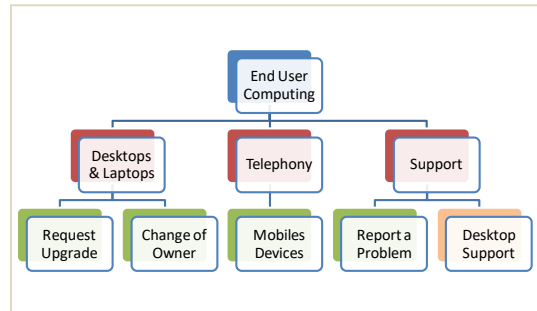 End User
Computing
Desktops
& Laptops
Telephony
Support
Request
Upgrade
Change of
Owner
Mobiles
Devices
Report a
Problem
Desktop
Support